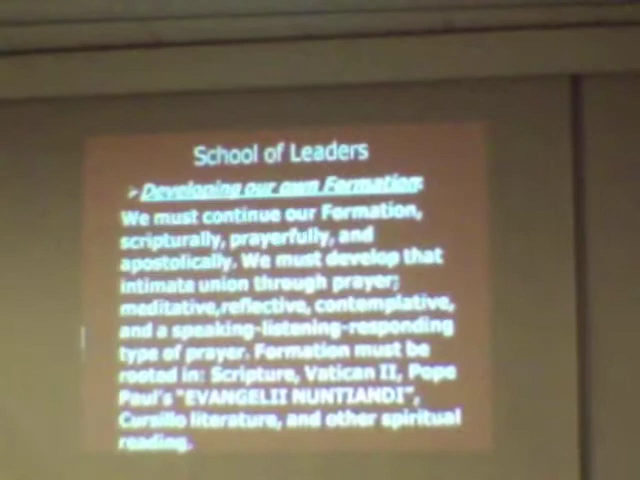 School of Leaders
➢ Developing our own Formation:
We must continue our Formation,
scripturally, prayerfully, and
apostolically. We must develop that
intimate union through prayer;
meditative,reflective, contemplative,
and a speaking-listening-responding
type of prayer. Formation must be
rooted in: Scripture, Vatican II, Pope
Paul's "EVANGELII NUNTIANDI",
Cursillo literature, and other spiritual
reading.